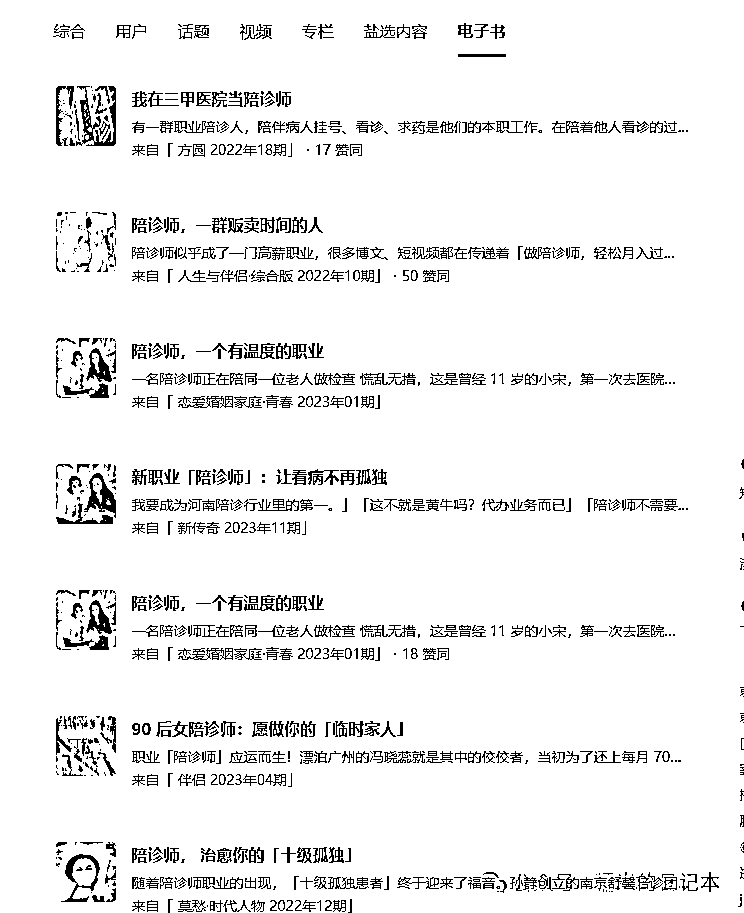 综合 用户 话题 视频 专栏 盐选内容 电子书
我在三甲医院当陪诊师
有一群职业陪诊人，陪伴病人挂号、看诊、求药是他们的本职工作。在陪着他人看诊的过...
来自「 方圆 2022年18期」 · 17 赞同
陪诊师，一群贩卖时间的人
陪诊师似乎成了一门高薪职业，很多博文、短视频都在传递着「做陪诊师，轻松月入过...
来自「 人生与伴侣·综合版 2022年10期」 · 50 赞同
陪诊师，一个有温度的职业
一名陪诊师正在陪同一位老人做检查 慌乱无措，这是曾经 11 岁的小宋，第一次去医院...
来自「 恋爱婚姻家庭·青春 2023年01期」
新职业「陪诊师」：让看病不再孤独
我要成为河南陪诊行业里的第一。」「这不就是黄牛吗？代办业务而已」「陪诊师不需要...
来自「 新传奇 2023年11期」
陪诊师，一个有温度的职业
一名陪诊师正在陪同一位老人做检查 慌乱无措，这是曾经 11 岁的小宋，第一次去医院...
来自「 恋爱婚姻家庭·青春 2023年01期」 · 18 赞同
90 后女陪诊师：愿做你的「临时家人」
职业「陪诊师」应运而生！漂泊广州的冯晓蕊就是其中的佼佼者，当初为了还上每月 70...
来自「 伴侣 2023年04期」
陪诊师， 治愈你的「十级孤独」
随着陪诊师职业的出现，「十级孤独患者」终于迎来了福音。孙静创立的南京舒馨陪诊团
来自「 莫愁·时代人物 2022年12期」